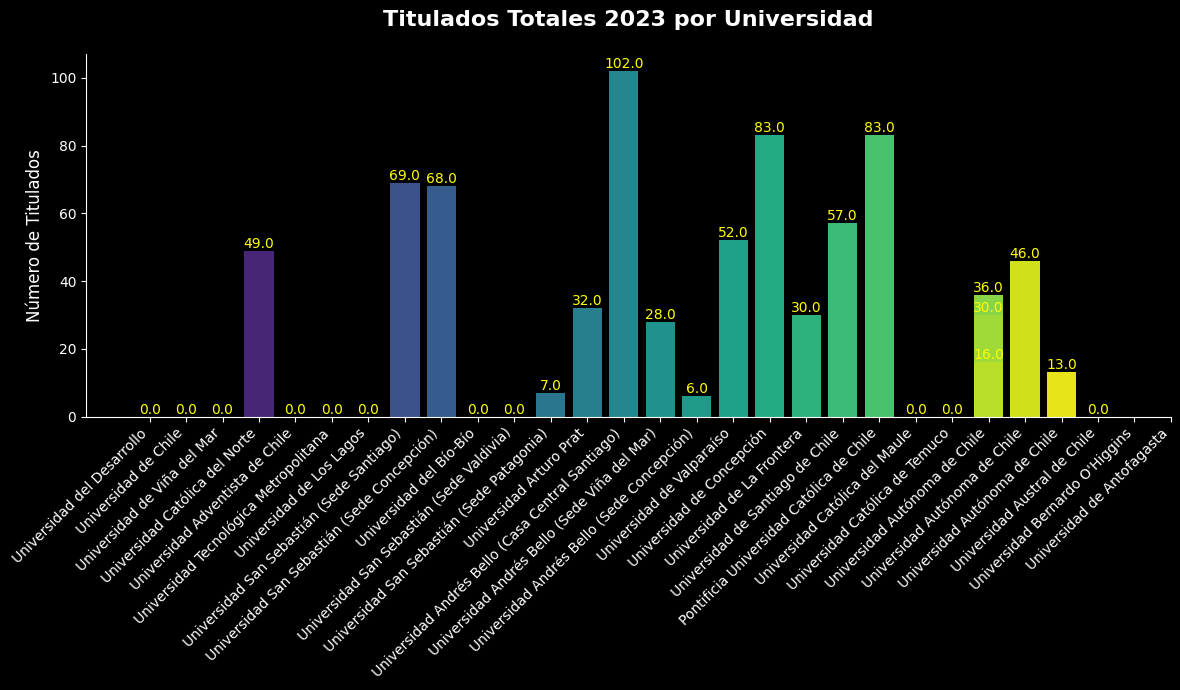 Titulados Totales 2023 por Universidad
Número de Titulados
100
80
60
40
20
0
0.0
0.0
0.0
49.0
0.0
0.0
0.0
69.0
68.0
0.0
0.0
7.0
32.0
102.0
28.0
6.0
52.0
83.0
30.0
57.0
83.0
0.0
0.0
36.0
30.0
16.0
46.0
13.0
0.0
Universidad del Desarrollo
Universidad de Chile
Universidad de Viña del Mar
Universidad Católica del Norte
Universidad Adventista de Chile
Universidad Tecnológica Metropolitana
Universidad de Los Lagos
Universidad San Sebastián (Sede Santiago)
Universidad San Sebastián (Sede Concepción)
Universidad del Bío-Bío
Universidad San Sebastián (Sede Valdivia)
Universidad San Sebastián (Sede Patagonia)
Universidad Arturo Prat
Universidad Andrés Bello (Casa Central Santiago)
Universidad Andrés Bello (Sede Viña del Mar)
Universidad Andrés Bello (Sede Concepción)
Universidad de Valparaíso
Universidad de Concepción
Universidad de La Frontera
Universidad de Santiago de Chile
Pontificia Universidad Católica de Chile
Universidad Católica del Maule
Universidad Católica de Temuco
Universidad Autónoma de Chile
Universidad Autónoma de Chile
Universidad Autónoma de Chile
Universidad Austral de Chile
Universidad Bernardo O'Higgins
Universidad de Antofagasta